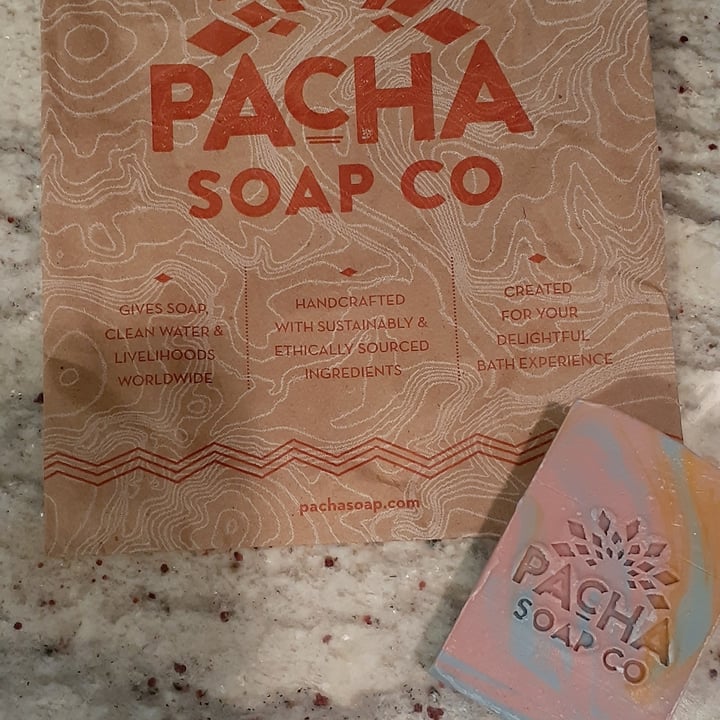 PACHA
SOAP CO
GIVES SOAP,
CLEAN WATER &
LIVELIHOODS
WORLDWIDE
HANDCRAFTED
WITH SUSTAINABLY &
ETHICALLY SOURCED
INGREDIENTS
CREATED
FOR YOUR
DELIGHTFUL
BATH EXPERIENCE
pachasoap.com
PACHA
SOAP CO